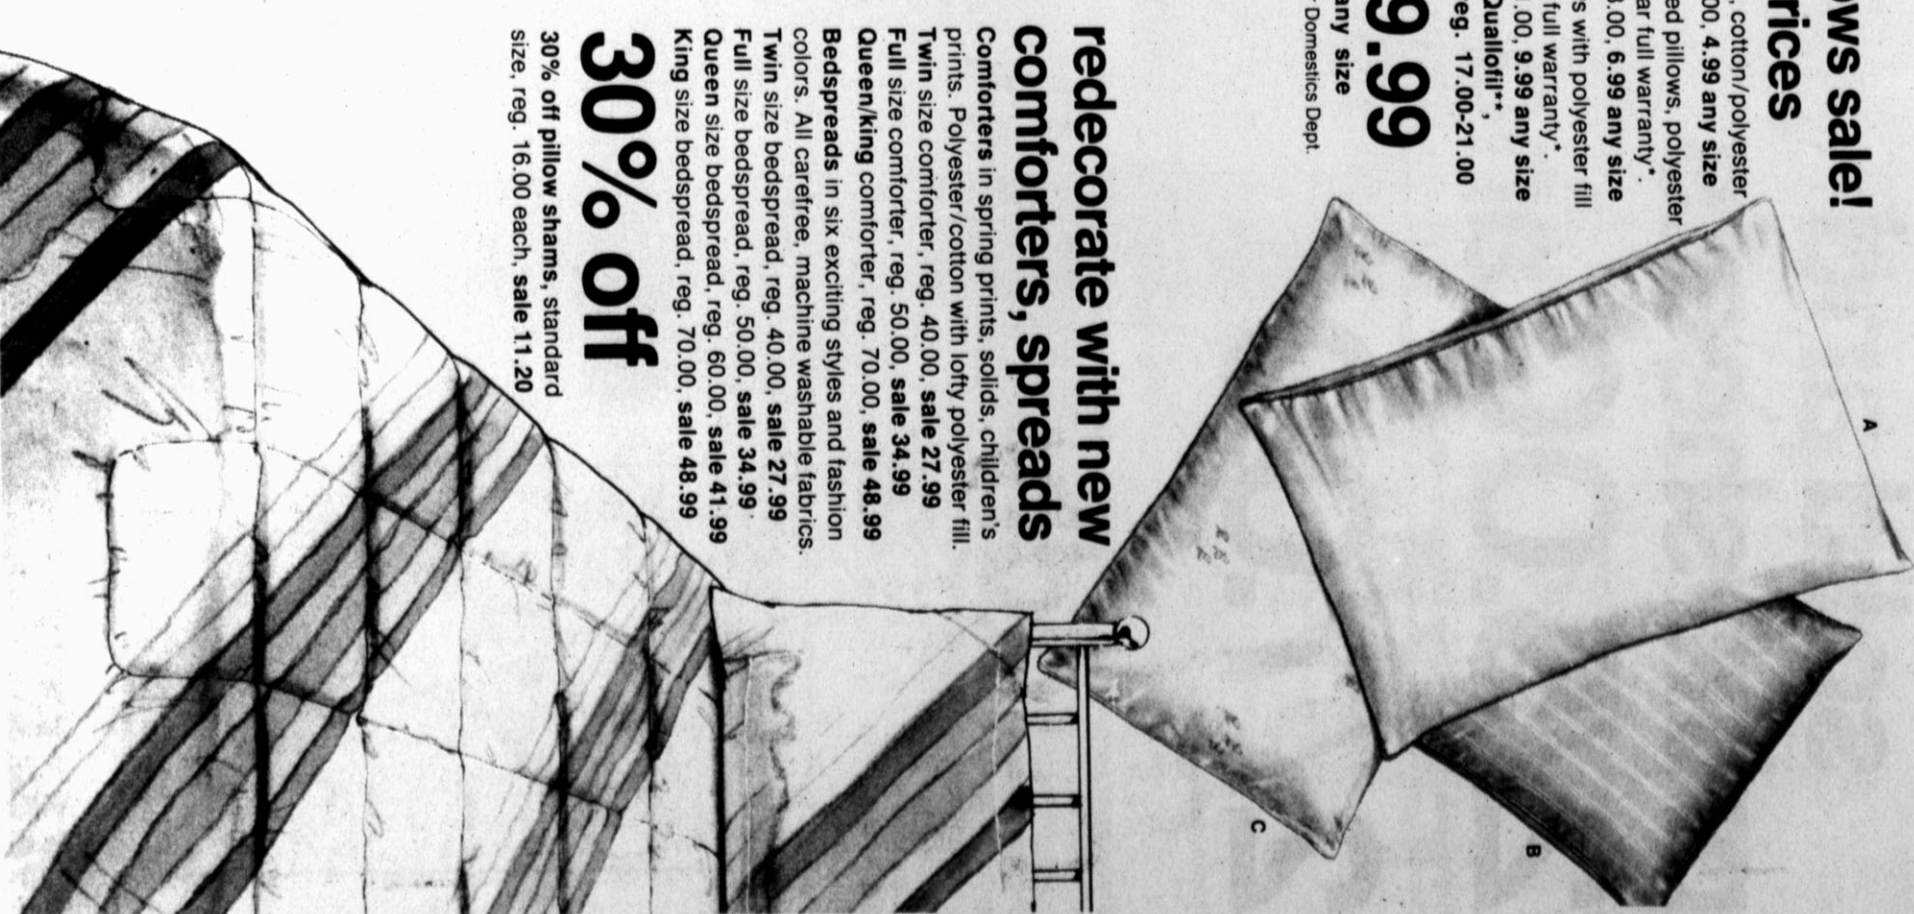 ows sale!
rices
, cotton/polyester
00, 4.99 any size
ed pillows, polyester
ar full warranty*.
.00, 6.99 any size
s with polyester fill
full warranty*.
.00, 9.99 any size
Quallofil**,
eg. 17.00-21.00
9.99
any size
r Domestics Dept.
A
B
C
redecorate with new
comforters, spreads
Comforters in spring prints, solids, children's
prints. Polyester/cotton with lofty polyester fill.
Twin size comforter, reg. 40.00, sale 27.99
Full size comforter, reg. 50.00, sale 34.99
Queen/king comforter, reg. 70.00, sale 48.99
Bedspreads in six exciting styles and fashion
colors. All carefree, machine washable fabrics.
Twin size bedspread, reg. 40.00, sale 27.99
Full size bedspread, reg. 50.00, sale 34.99
Queen size bedspread, reg. 60.00, sale 41.99
King size bedspread, reg. 70.00, sale 48.99
30% off
30% off pillow shams, standard
size, reg. 16.00 each, sale 11.20